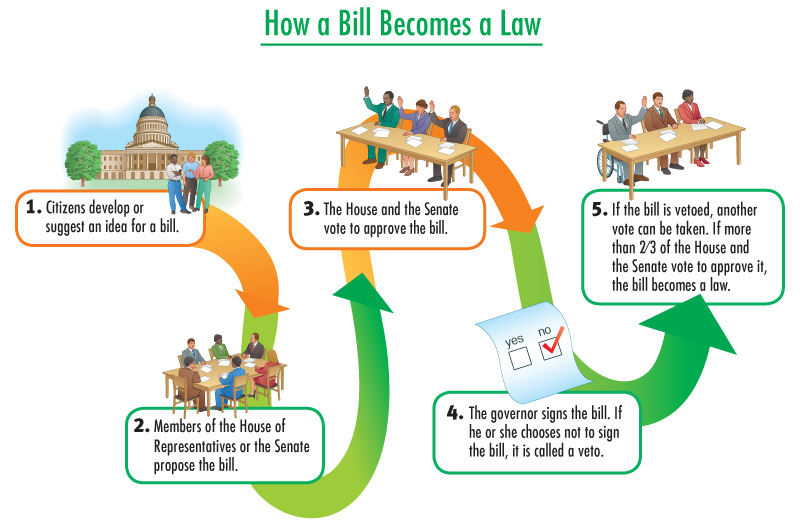 How a Bill Becomes a Law
1. Citizens develop or
suggest an idea for a bill.
2. Members of the House of
Representatives or the Senate
propose the bill.
3. The House and the Senate
vote to approve the bill.
yes no
4. The governor signs the bill. If
he or she chooses not to sign
the bill, it is called a veto.
5. If the bill is vetoed, another
vote can be taken. If more
than 2/3 of the House and
the Senate vote to approve it,
the bill becomes a law.